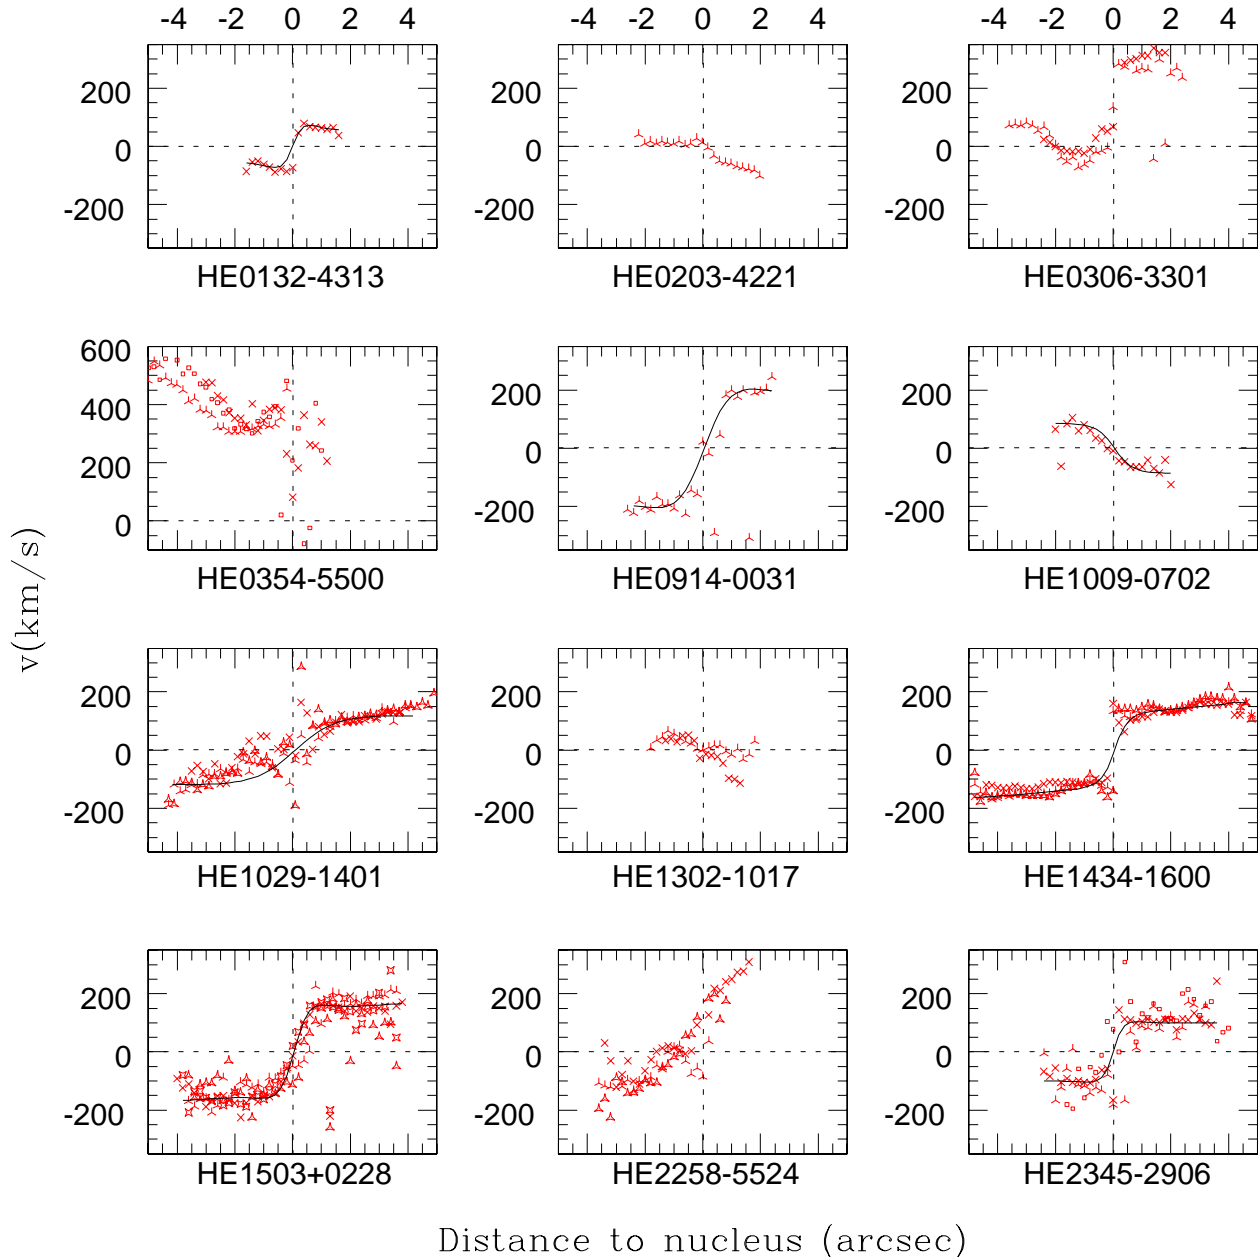 -4 -2 0 2 4 -4 -2 0 2 4 -4 -2 0 2 4
200 200 200
0 0 0
-200 -200 -200
HE0132-4313 HE0203-4221 HE0306-3301
600
400 200 200
200 0 0
0 -200 -200
HE0354-5500 HE0914-0031 HE1009-0702
v(km/s)
200 200 200
0 0 0
-200 -200 -200
HE1029-1401 HE1302-1017 HE1434-1600
200 200 200
0 0 0
-200 -200 -200
HE1503+0228 HE2258-5524 HE2345-2906
Distance to nucleus (arcsec)